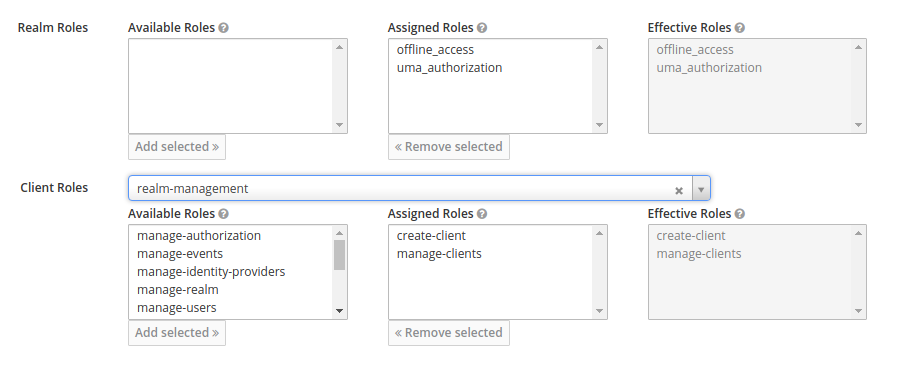 Realm Roles
Available Roles
Assigned Roles
offline_access
uma_authorization
Effective Roles
offline_access
uma_authorization
Add selected »
« Remove selected
Client Roles
realm-management
Available Roles
manage-authorization
manage-events
manage-identity-providers
manage-realm
manage-users
Assigned Roles
create-client
manage-clients
Effective Roles
create-client
manage-clients
Add selected »
« Remove selected